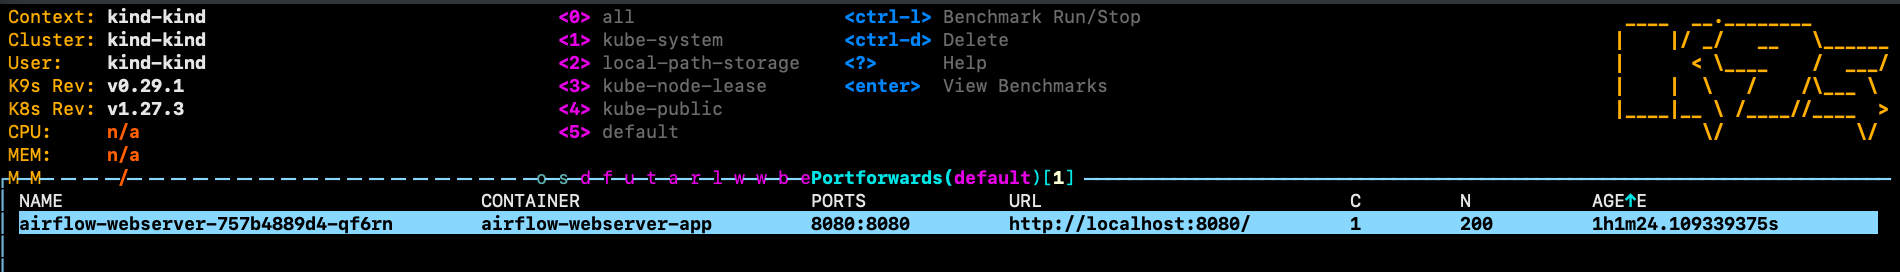 Context: kind-kind <0> all <ctrl-l> Benchmark Run/Stop
Cluster: kind-kind <1> kube-system <ctrl-d> Delete
User: kind-kind <2> local-path-storage <?> Help
K9s Rev: v0.29.1 <3> kube-node-lease <enter> View Benchmarks
K8s Rev: v1.27.3 <4> kube-public
CPU: n/a <5> default
MEM: n/a
M M / o s d f u t a r l w w b e Portforwards(default)[1]
NAME CONTAINER PORTS URL C N AGE↑E
airflow-webserver-757b4889d4-qf6rn airflow-webserver-app 8080:8080 http://localhost:8080/ 1 200 1h1m24.109339375s